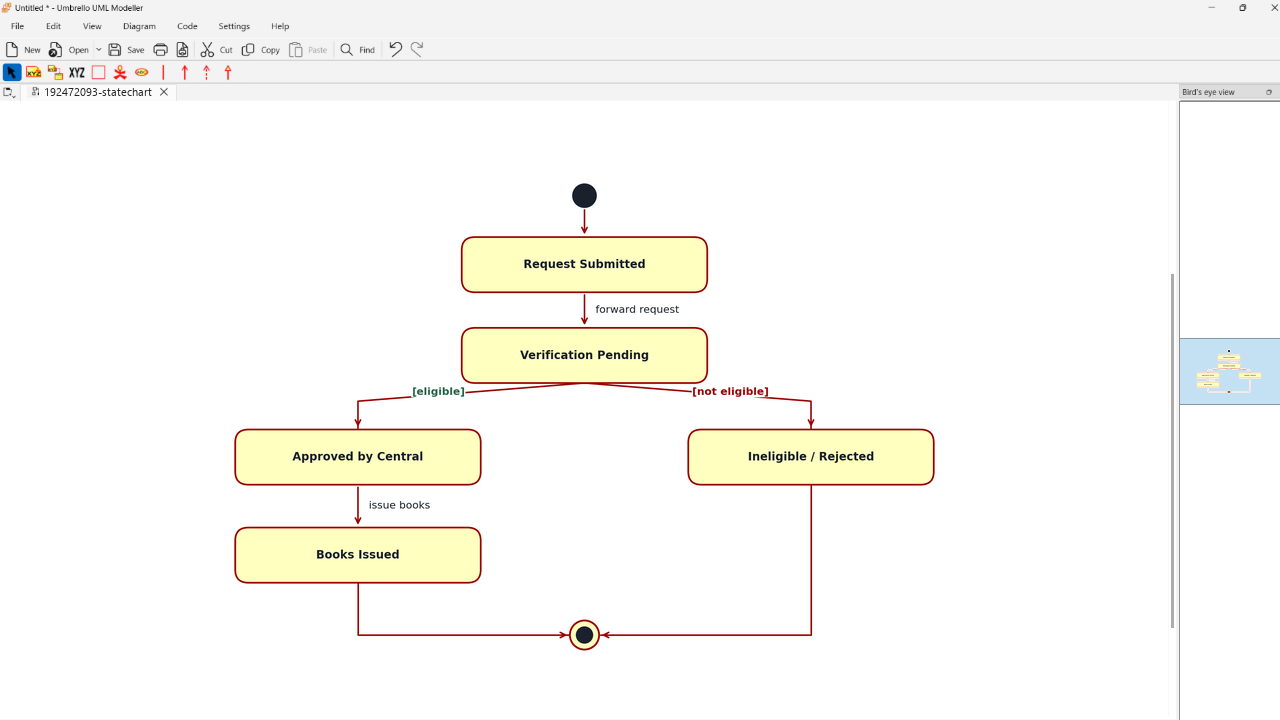 Untitled * - Umbrello UML Modeller
File Edit View Diagram Code Settings Help
New Open Save Cut Copy Paste Find
XYZ XYZ
192472093-statechart
Bird's eye view
Request Submitted
forward request
Verification Pending
[eligible] [not eligible]
Approved by Central Ineligible / Rejected
issue books
Books Issued